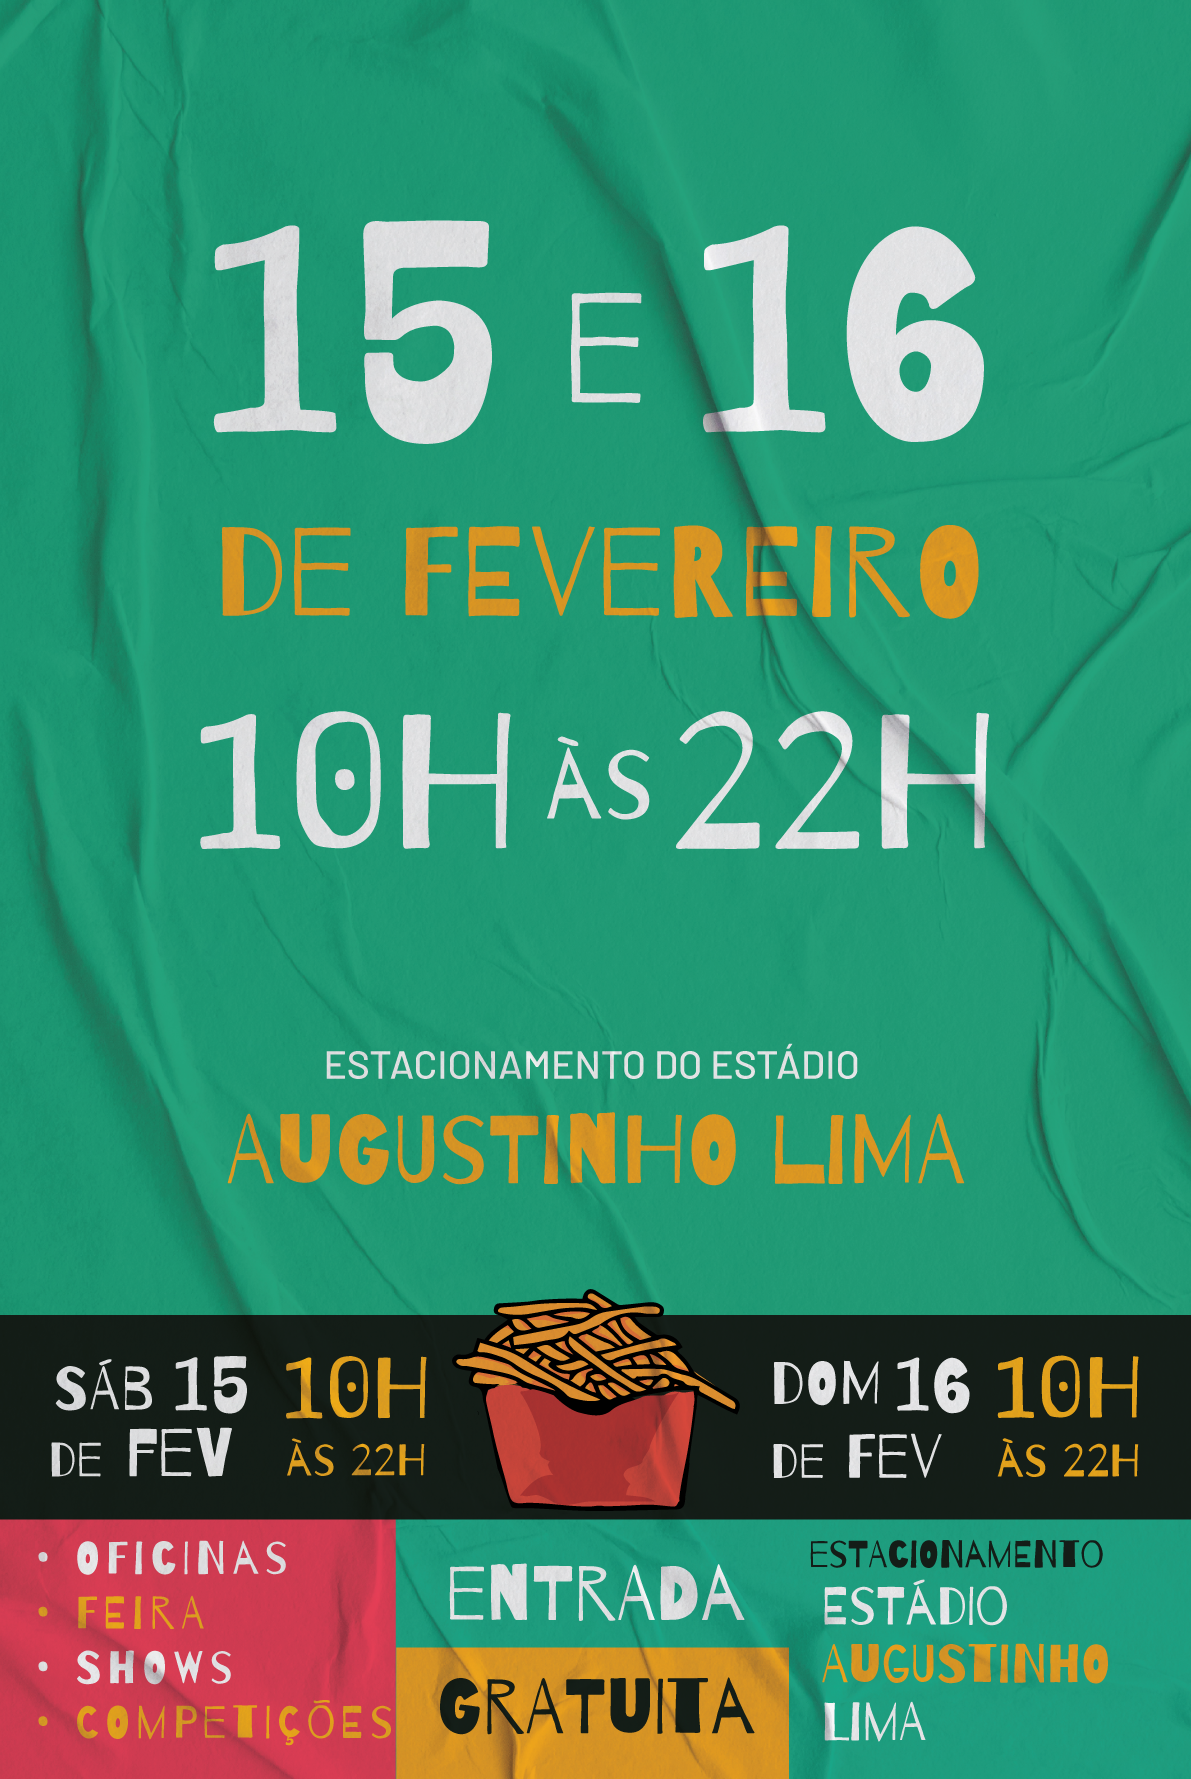 15 E 16
DE FEVEREIRO
10H ÀS 22H
ESTACIONAMENTO DO ESTÁDIO
AUGUSTINHO LIMA
SÁB 15
DE FEV
10H
ÀS 22H
DOM 16
DE FEV
10H
ÀS 22H
• OFICINAS
• FEIRA
• SHOWS
• COMPETIÇÕES
ENTRADA
GRATUITA
ESTACIONAMENTO
ESTÁDIO
AUGUSTINHO
LIMA